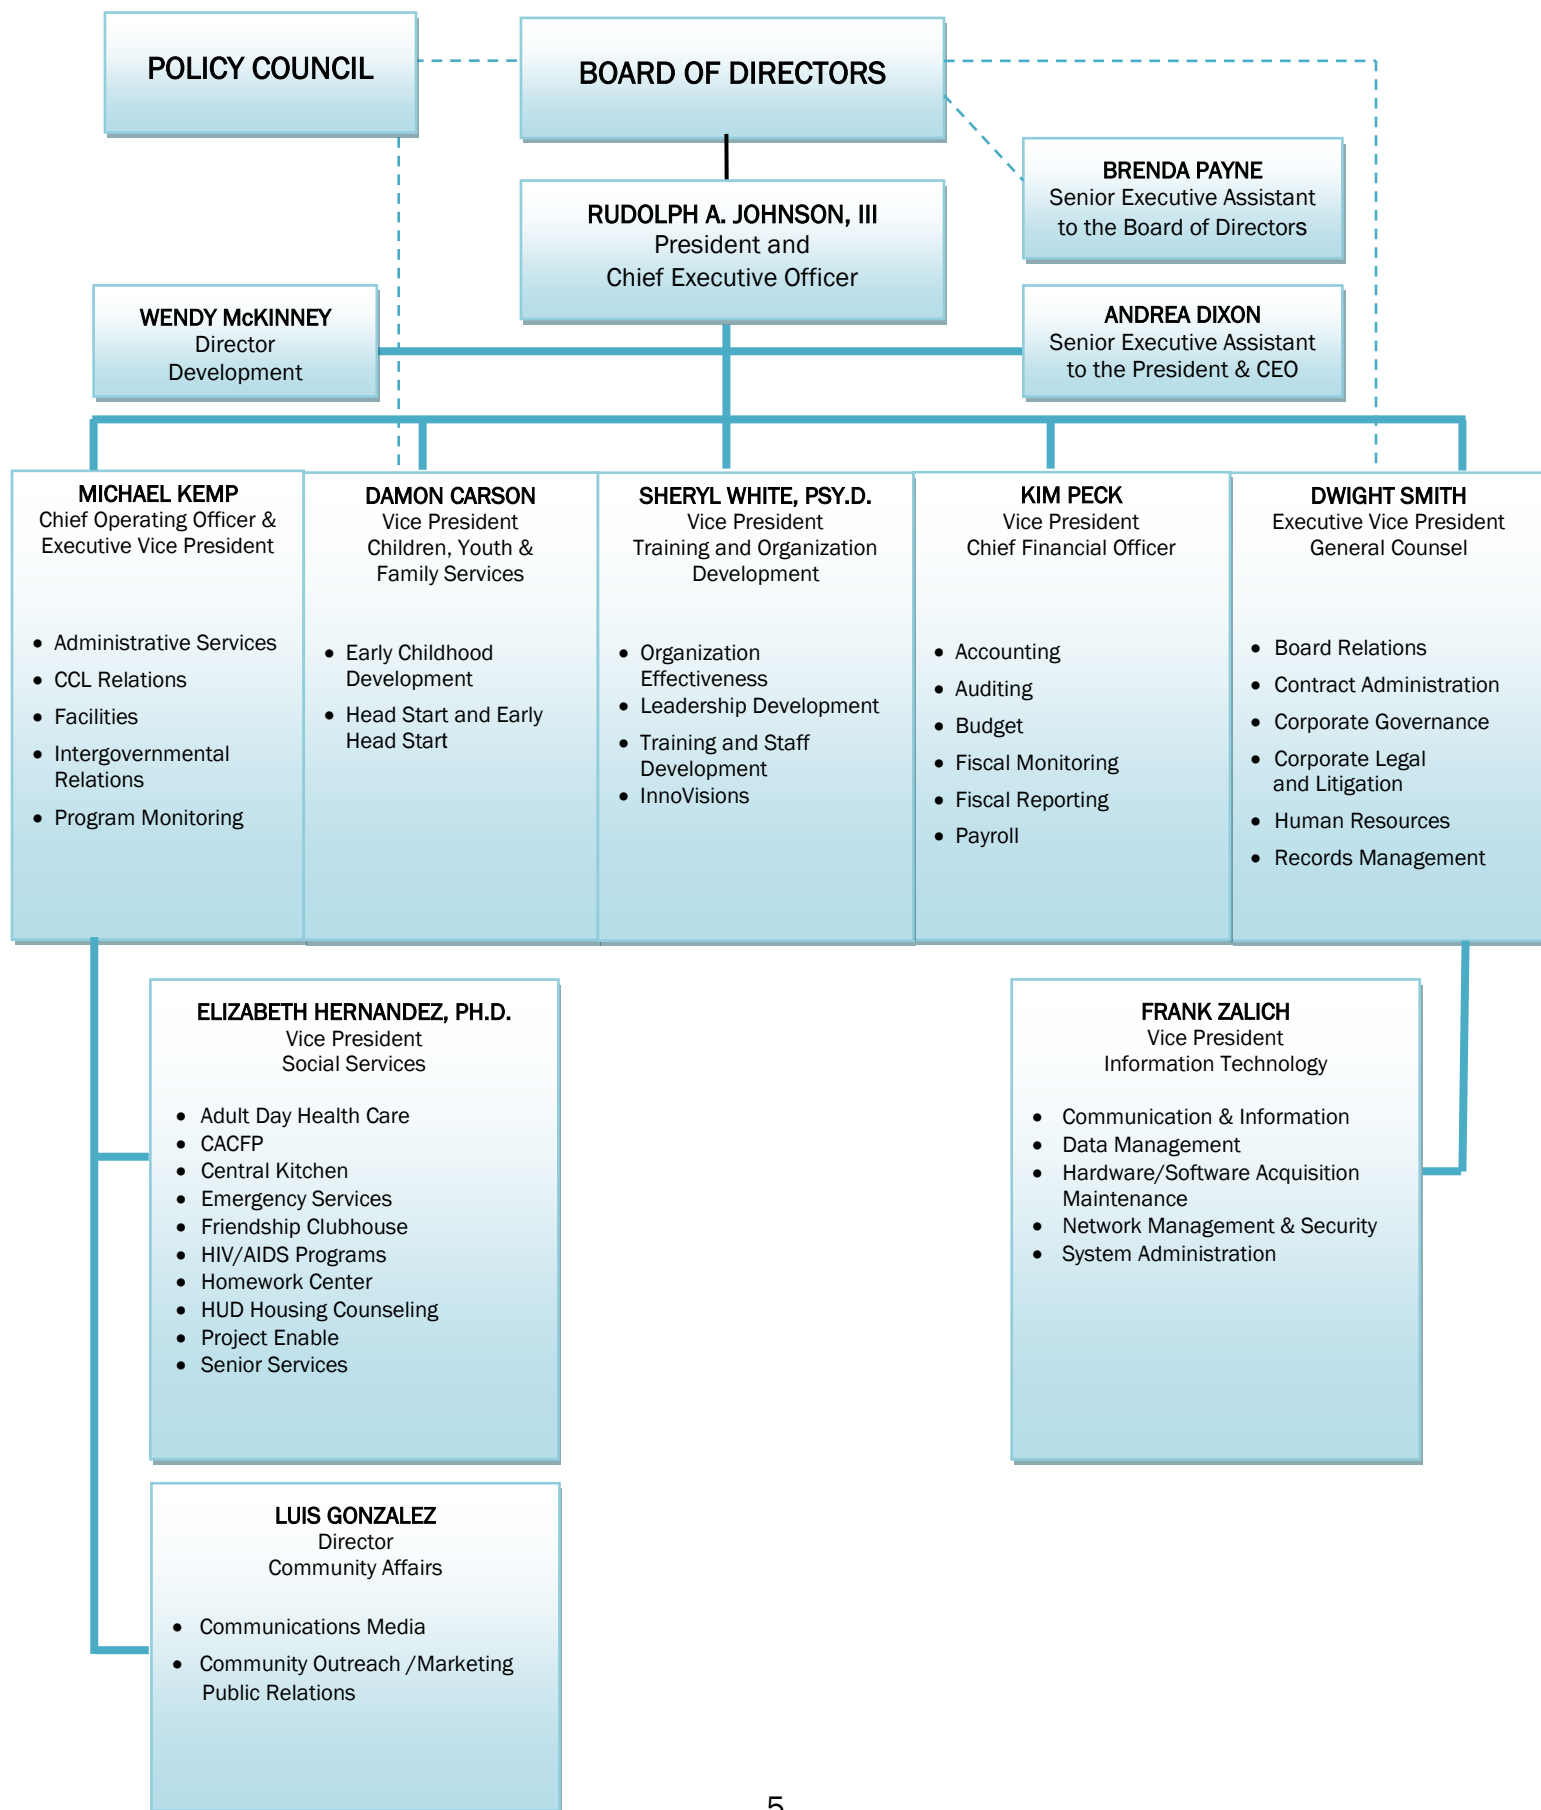 POLICY COUNCIL
BOARD OF DIRECTORS
BRENDA PAYNE
Senior Executive Assistant
to the Board of Directors
RUDOLPH A. JOHNSON, III
President and
Chief Executive Officer
WENDY McKINNEY
Director
Development
ANDREA DIXON
Senior Executive Assistant
to the President & CEO
MICHAEL KEMP
Chief Operating Officer &
Executive Vice President
• Administrative Services
• CCL Relations
• Facilities
• Intergovernmental
Relations
• Program Monitoring
DAMON CARSON
Vice President
Children, Youth &
Family Services
• Early Childhood
Development
• Head Start and Early
Head Start
SHERYL WHITE, PSY.D.
Vice President
Training and Organization
Development
• Organization
Effectiveness
• Leadership Development
• Training and Staff
Development
• InnoVisions
KIM PECK
Vice President
Chief Financial Officer
• Accounting
• Auditing
• Budget
• Fiscal Monitoring
• Fiscal Reporting
• Payroll
DWIGHT SMITH
Executive Vice President
General Counsel
• Board Relations
• Contract Administration
• Corporate Governance
• Corporate Legal
and Litigation
• Human Resources
• Records Management
ELIZABETH HERNANDEZ, PH.D.
Vice President
Social Services
• Adult Day Health Care
• CACFP
• Central Kitchen
• Emergency Services
• Friendship Clubhouse
• HIV/AIDS Programs
• Homework Center
• HUD Housing Counseling
• Project Enable
• Senior Services
FRANK ZALICH
Vice President
Information Technology
• Communication & Information
• Data Management
• Hardware/Software Acquisition
Maintenance
• Network Management & Security
• System Administration
LUIS GONZALEZ
Director
Community Affairs
• Communications Media
• Community Outreach /Marketing
Public Relations
5